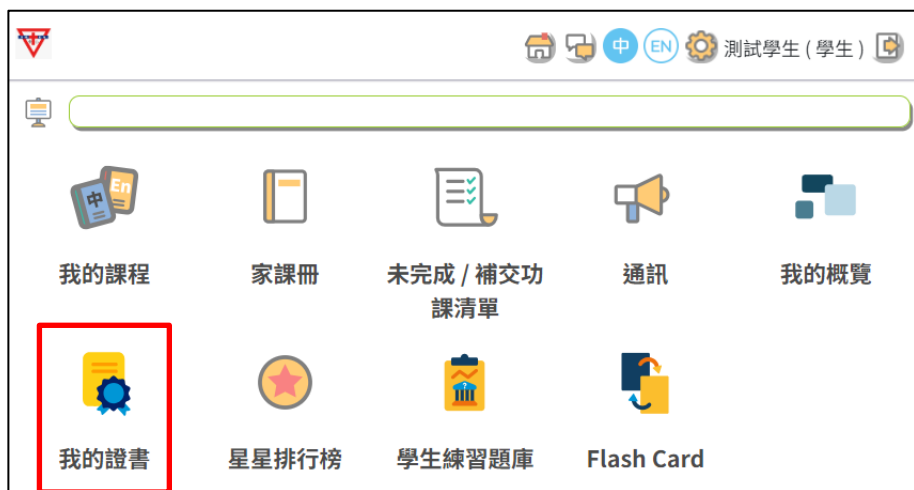 中 EN 測試學生 ( 學生 )
中 En
我的課程 家課冊 未完成 / 補交功課清單 通訊 我的概覽
我的證書 星星排行榜 學生練習題庫 Flash Card